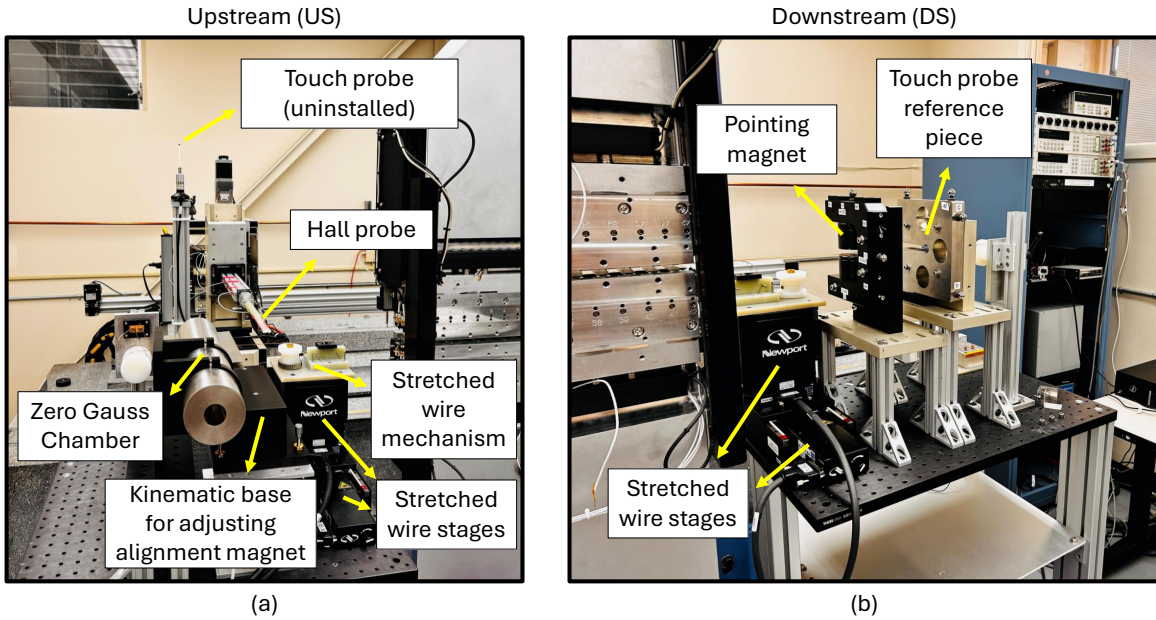 Upstream (US)
Downstream (DS)
Touch probe
(uninstalled)
Hall probe
Zero Gauss
Chamber
Newport
Stretched
wire
mechanism
Kinematic base
for adjusting
alignment magnet
Stretched
wire stages
(a)
Pointing
magnet
Touch probe
reference
piece
Newport
Stretched
wire stages
(b)